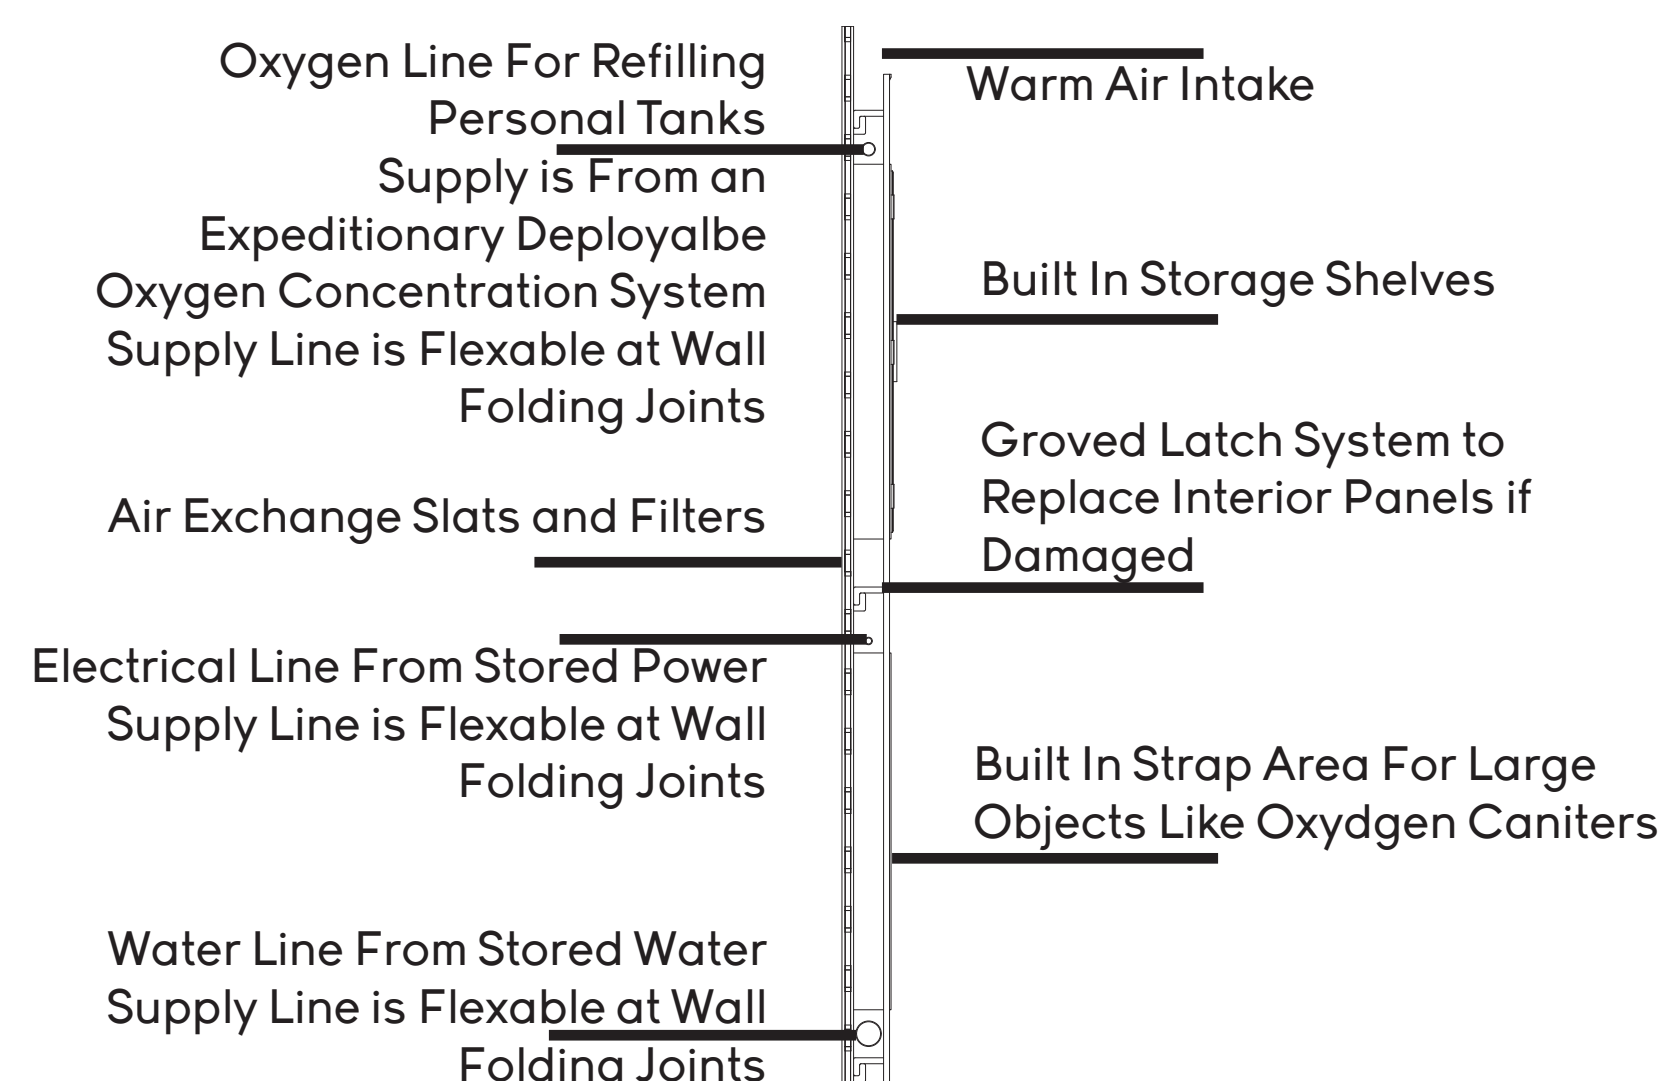 Oxygen Line For Refilling
Personal Tanks
Supply is From an
Expeditionary Deployalbe
Oxygen Concentration System
Supply Line is Flexable at Wall
Folding Joints
Air Exchange Slats and Filters
Electrical Line From Stored Power
Supply Line is Flexable at Wall
Folding Joints
Water Line From Stored Water
Supply Line is Flexable at Wall
Folding Joints
Warm Air Intake
Built In Storage Shelves
Groved Latch System to
Replace Interior Panels if
Damaged
Built In Strap Area For Large
Objects Like Oxydgen Caniters